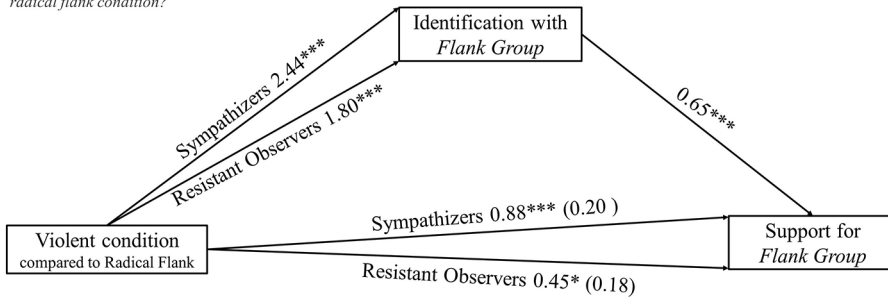 radical flank condition?
Identification with
Flank Group
Sympathizers 2.44***
Resistant Observers 1.80***
0.65***
Sympathizers 0.88*** (0.20 )
Violent condition
compared to Radical Flank
Support for
Flank Group
Resistant Observers 0.45* (0.18)